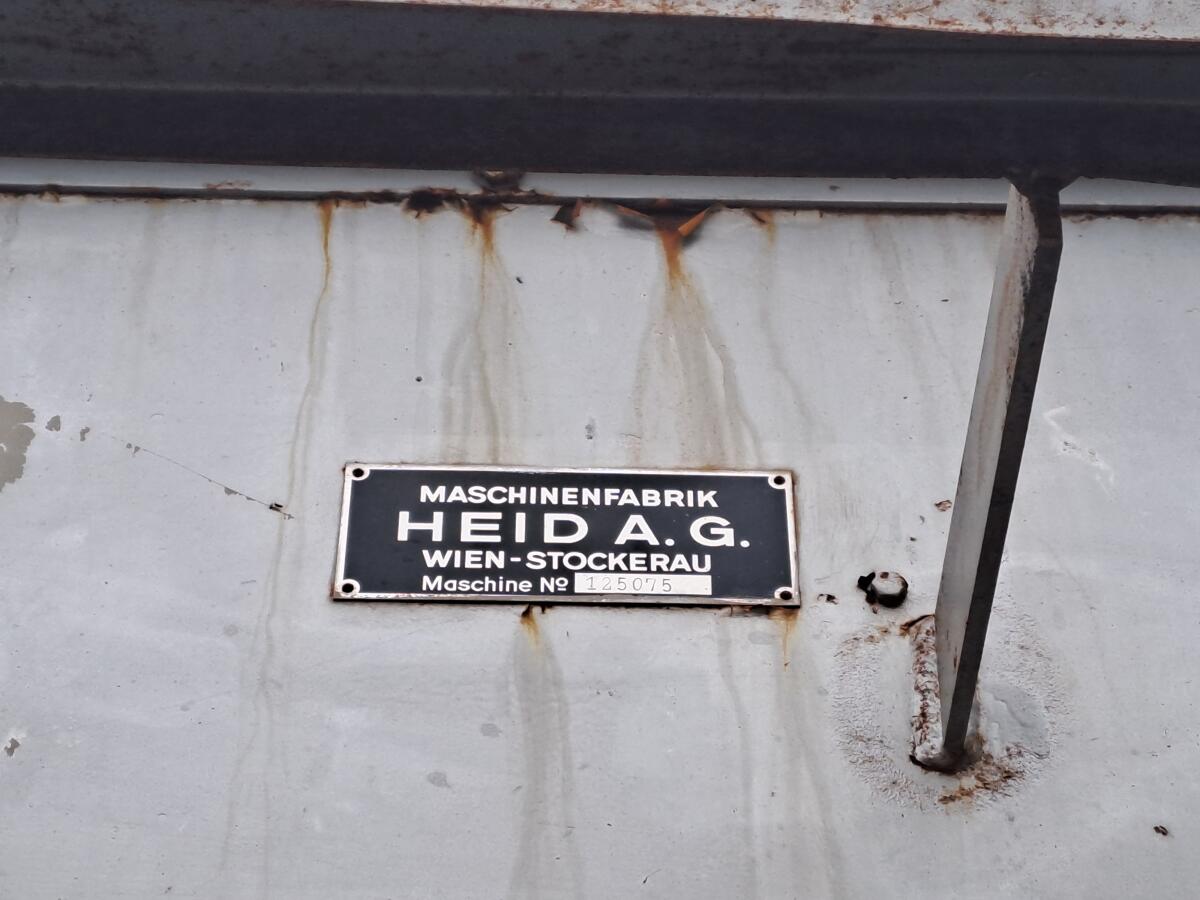 MASCHINENFABRIK
HEID A.G.
WIEN-STOCKERAU
Maschine Nº 125075